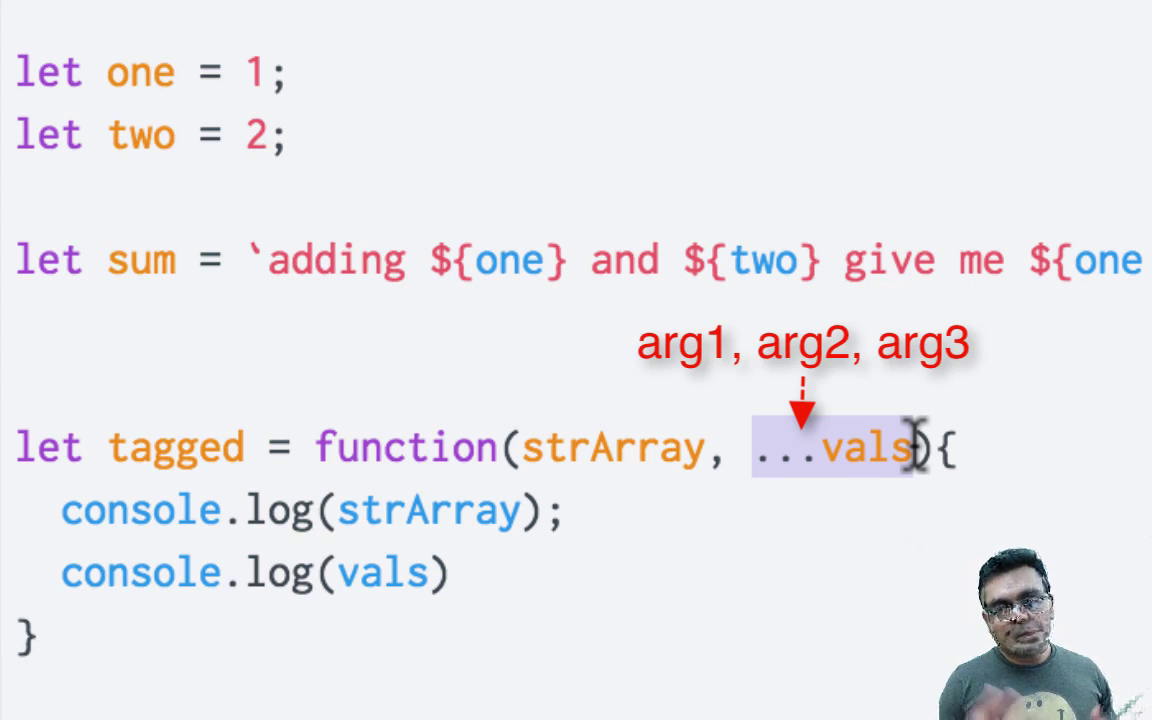 let one = 1;
let two = 2;
let sum = `adding ${one} and ${two} give me ${one
arg1, arg2, arg3
let tagged = function(strArray, ...vals){
console.log(strArray);
console.log(vals)
}